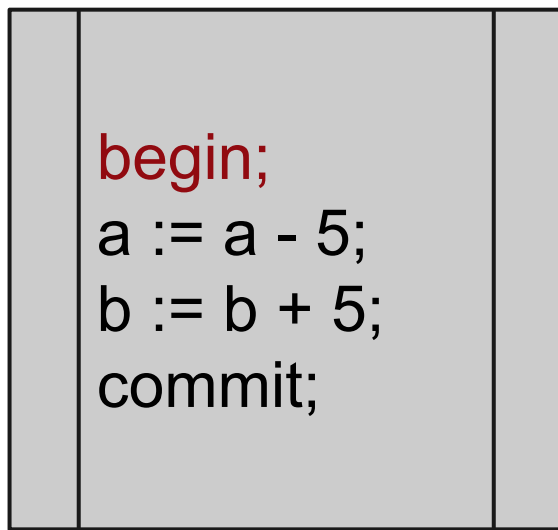 begin;
a := a - 5;
b := b + 5;
commit;